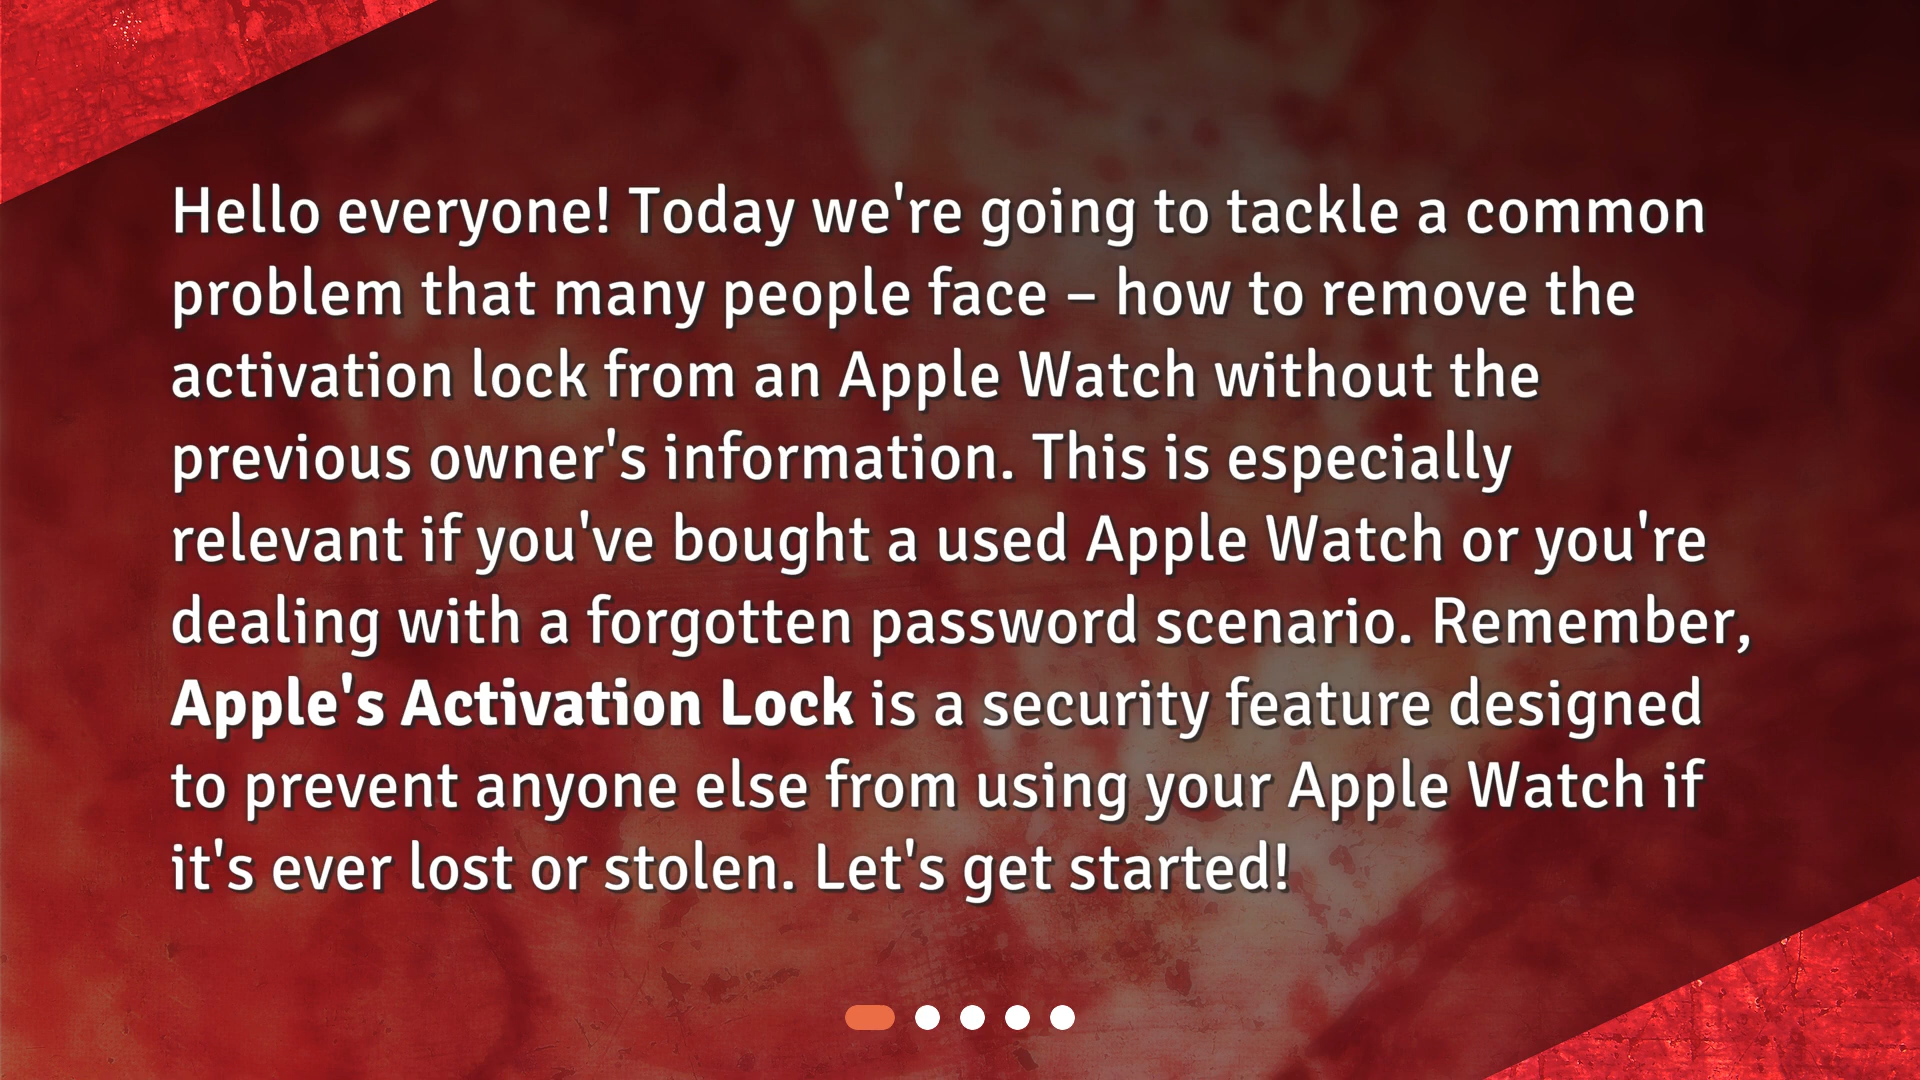 Hello everyone! Today we're going to tackle a common
problem that many people face – how to remove the
activation lock from an Apple Watch without the
previous owner's information. This is especially
relevant if you've bought a used Apple Watch or you're
dealing with a forgotten password scenario. Remember,
Apple's Activation Lock is a security feature designed
to prevent anyone else from using your Apple Watch if
it's ever lost or stolen. Let's get started!